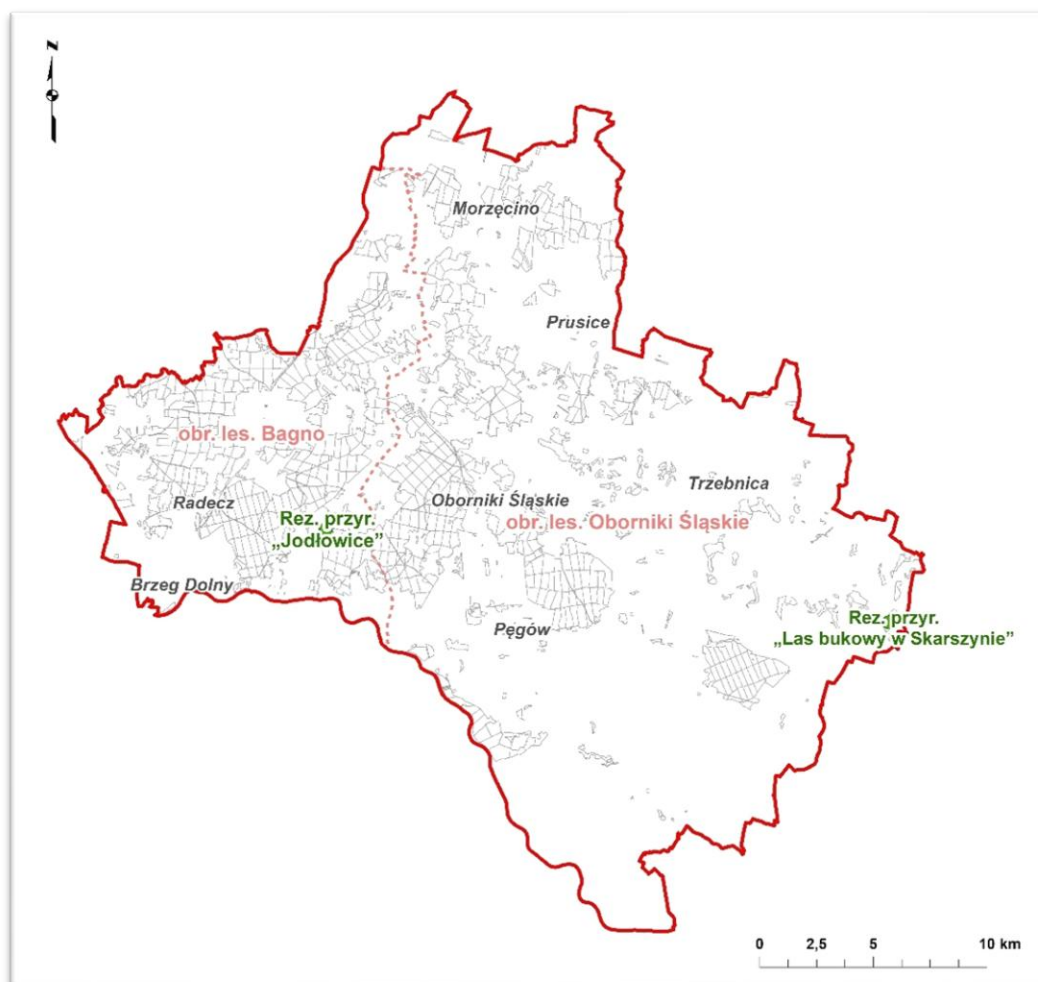 N
Morzęcino
Prusice
obr. les. Bagno
Trzebnica
Radecz
Oborniki Śląskie
Rez. przyr.
„Jodłowice”
obr. les. Oborniki Śląskie
Brzeg Dolny
Rez. przyr.
„Las bukowy w Skarszynie”
Pęgów
0 2,5 5 10 km